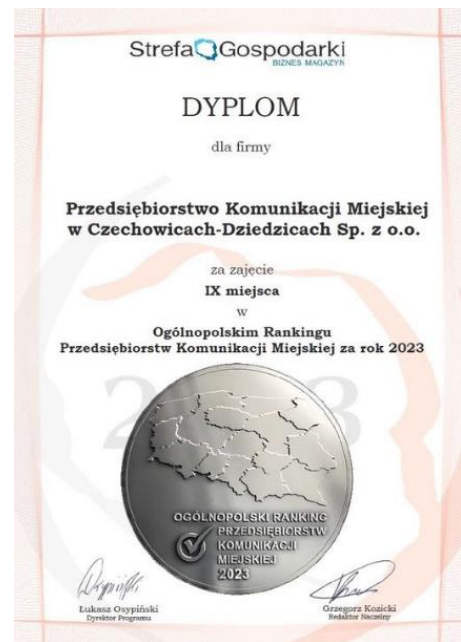 Strefa Gospodarki
BIZNES MAGAZYN
DYPLOM
dla firmy
Przedsiębiorstwo Komunikacji Miejskiej
w Czechowicach-Dziedzicach Sp. z o.o.
za zajęcie
IX miejsca
w
Ogólnopolskim Rankingu
Przedsiębiorstw Komunikacji Miejskiej za rok 2023
2023
OGÓLNOPOLSKI RANKING
PRZEDSIĘBIORSTW
KOMUNIKACJI
MIEJSKIEJ
2023
Łukasz Osypiński
Dyrektor Programu
Grzegorz Kozicki
Redaktor Naczelny